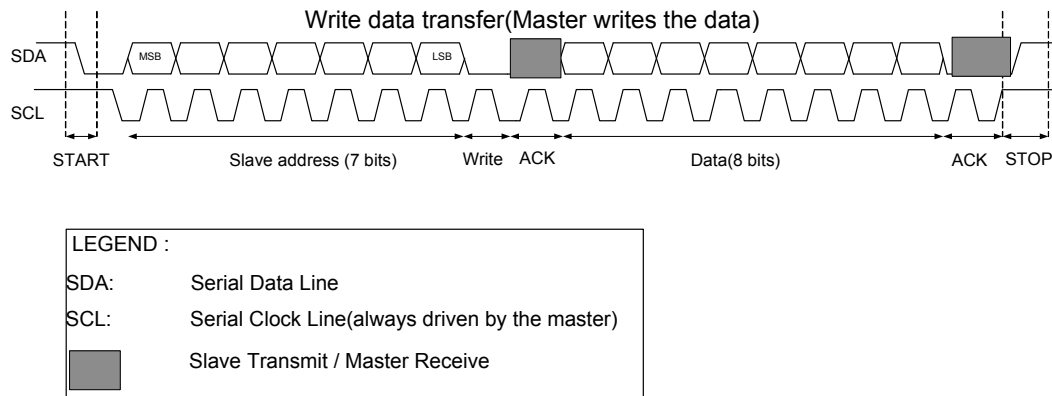 Write data transfer(Master writes the data)
SDA
MSB
LSB
SCL
START
Slave address (7 bits)
Write
ACK
Data(8 bits)
ACK
STOP
LEGEND :
SDA: Serial Data Line
SCL: Serial Clock Line(always driven by the master)
Slave Transmit / Master Receive